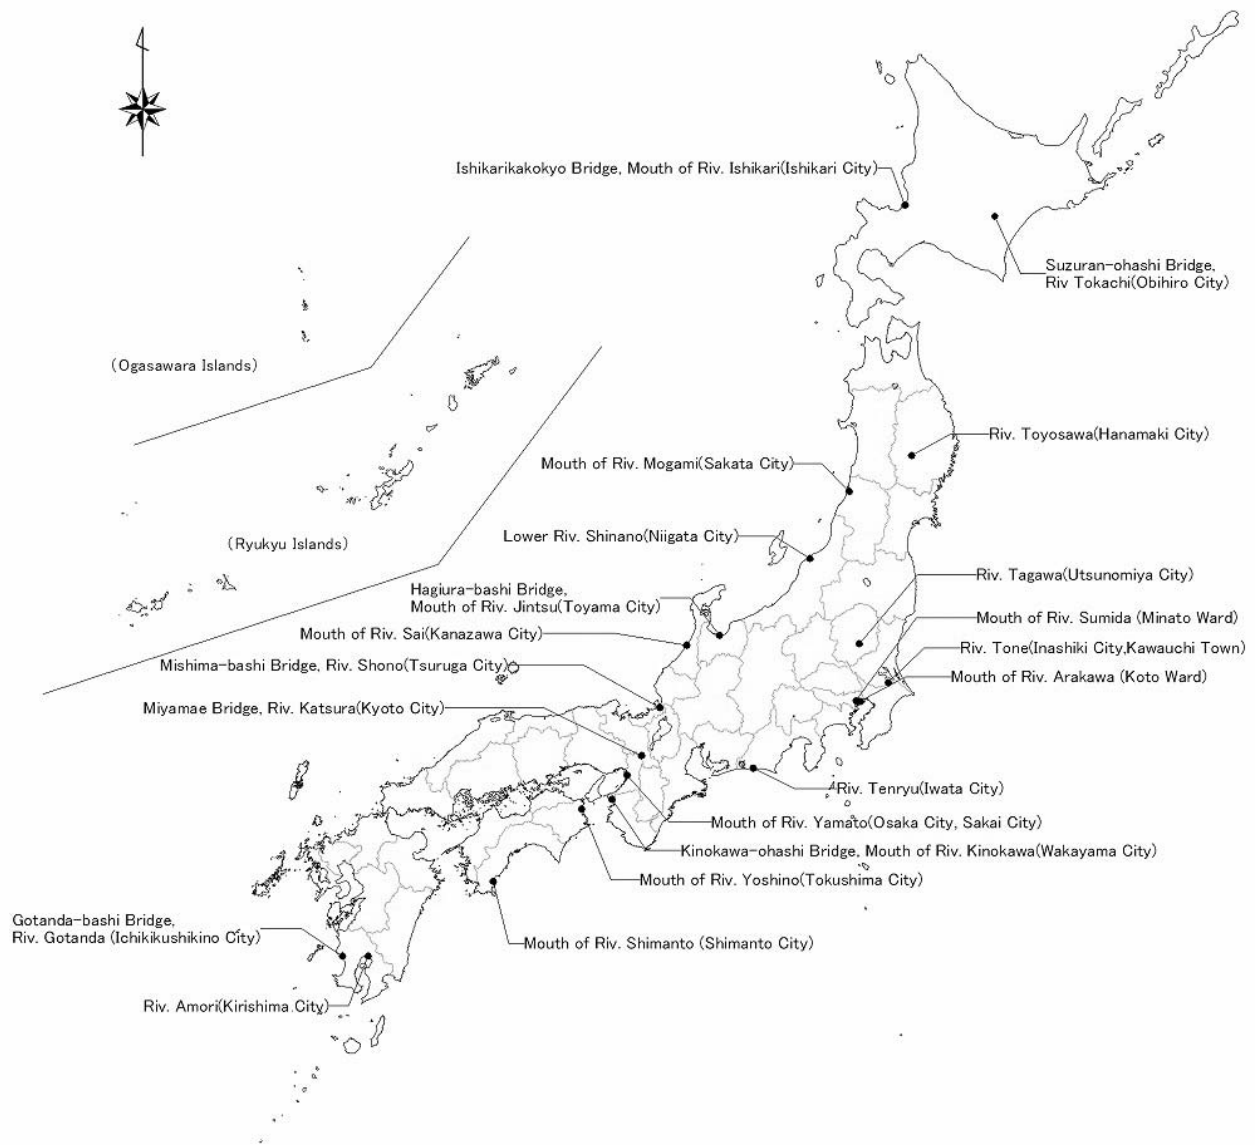 Ishikarikakokyo Bridge, Mouth of Riv. Ishikari(Ishikari City)
Suzuran-ohashi Bridge,
Riv Tokachi(Obihiro City)
(Ogasawara Islands)
Riv. Toyosawa(Hanamaki City)
Mouth of Riv. Mogami(Sakata City)
Lower Riv. Shinano(Niigata City)
(Ryukyu Islands)
Riv. Tagawa(Utsunomiya City)
Hagiura-bashi Bridge,
Mouth of Riv. Jintsu(Toyama City)
Mouth of Riv. Sumida (Minato Ward)
Mouth of Riv. Sai(Kanazawa City)
Riv. Tone(Inashiki City,Kawauchi Town)
Mishima-bashi Bridge, Riv. Shono(Tsuruga City)
Mouth of Riv. Arakawa (Koto Ward)
Miyamae Bridge, Riv. Katsura(Kyoto City)
Riv. Tenryu(Iwata City)
Mouth of Riv. Yamato(Osaka City, Sakai City)
Kinokawa-ohashi Bridge, Mouth of Riv. Kinokawa(Wakayama City)
Mouth of Riv. Yoshino(Tokushima City)
Gotanda-bashi Bridge,
Riv. Gotanda (Ichikikushikino City)
Mouth of Riv. Shimanto (Shimanto City)
Riv. Amori(Kirishima City)